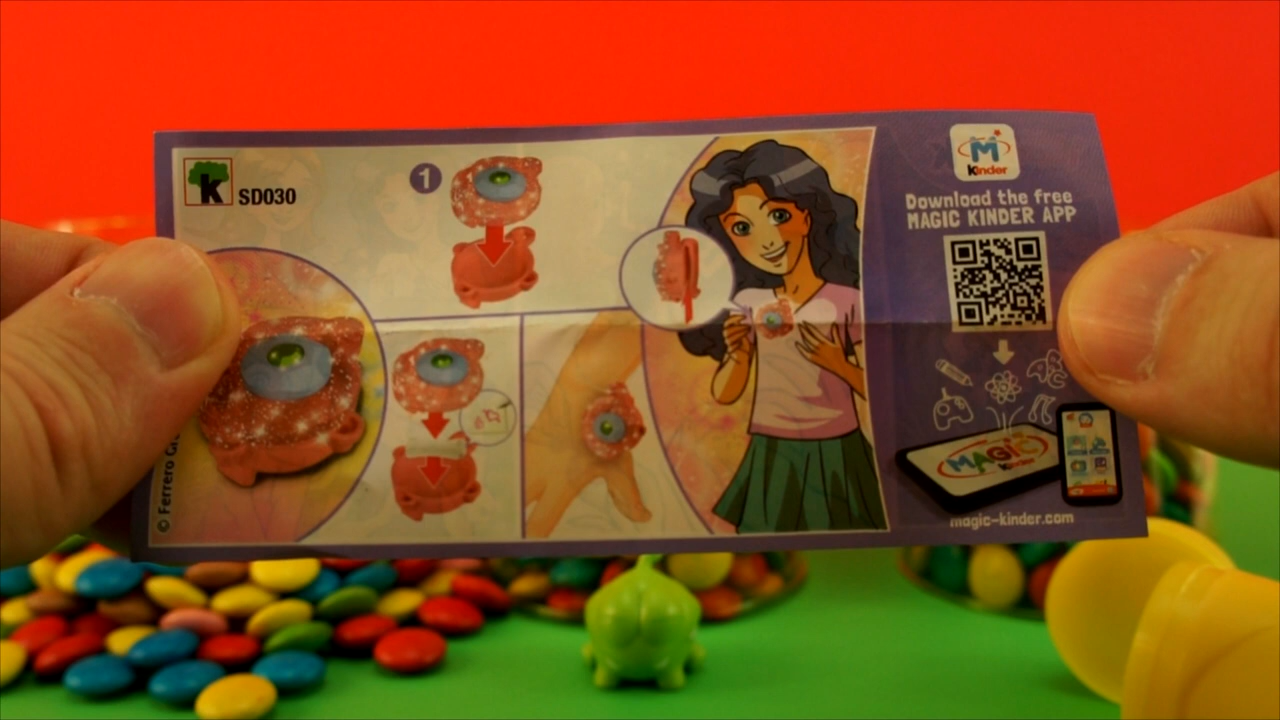 k SD030
1
M
Kinder
Download the free
MAGIC KINDER APP
MAGIC
Kinder
magic-kinder.com
© Ferrero